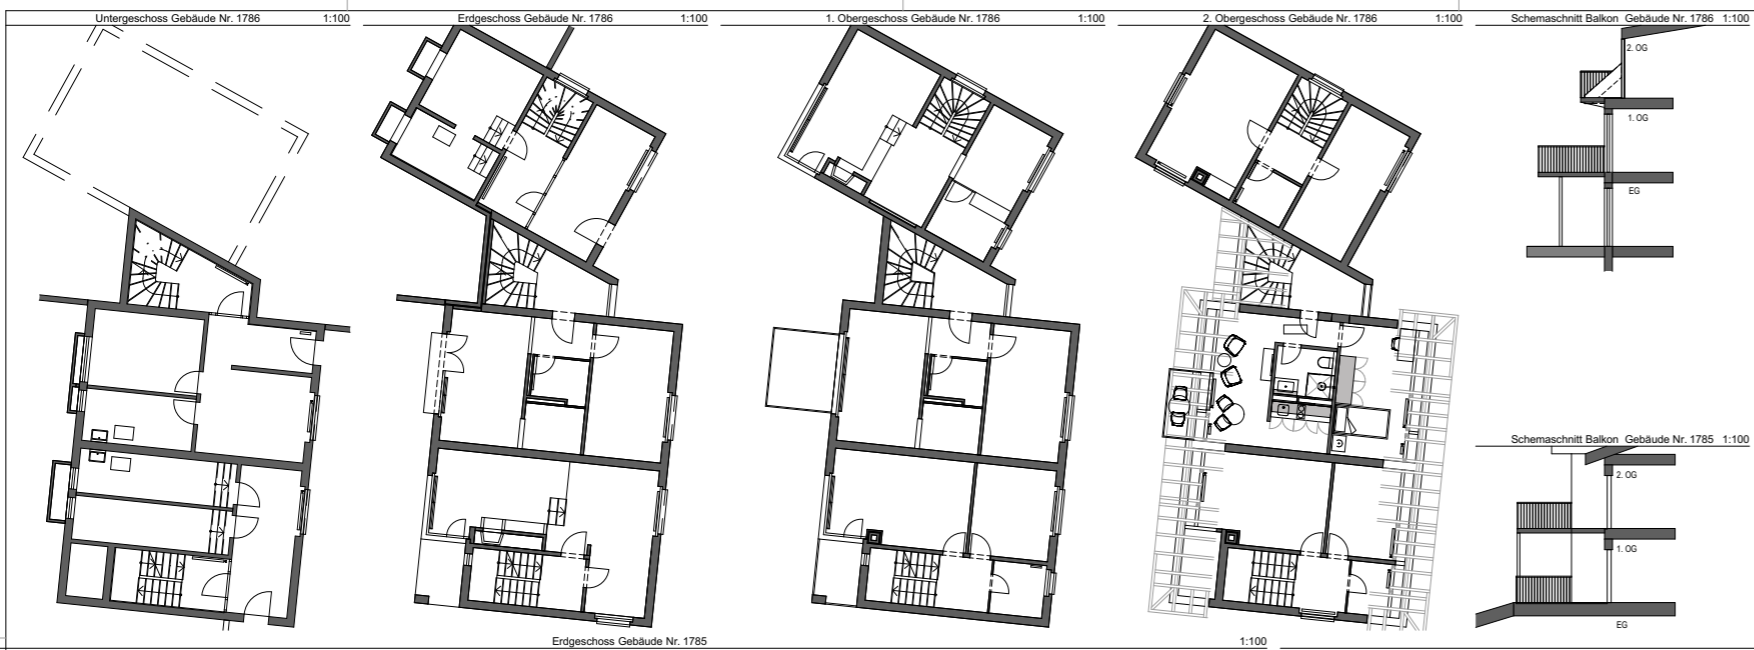 Untergeschoss Gebäude Nr. 1786 1:100
Erdgeschoss Gebäude Nr. 1786 1:100
1. Obergeschoss Gebäude Nr. 1786 1:100
2. Obergeschoss Gebäude Nr. 1786 1:100
Schemaschnitt Balkon Gebäude Nr. 1786 1:100
2. OG
1. OG
EG
Schemaschnitt Balkon Gebäude Nr. 1785 1:100
2. OG
1. OG
EG
Erdgeschoss Gebäude Nr. 1785 1:100